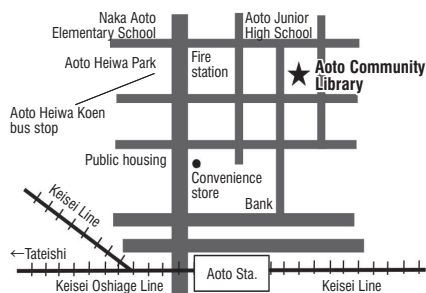 Naka Aoto
Elementary School
Aoto Junior
High School
Aoto Heiwa Park
Fire
station
Aoto Community
Library
Aoto Heiwa Koen
bus stop
Public housing
Convenience
store
Keisei Line
Bank
←Tateishi
Aoto Sta.
Keisei Oshiage Line
Keisei Line